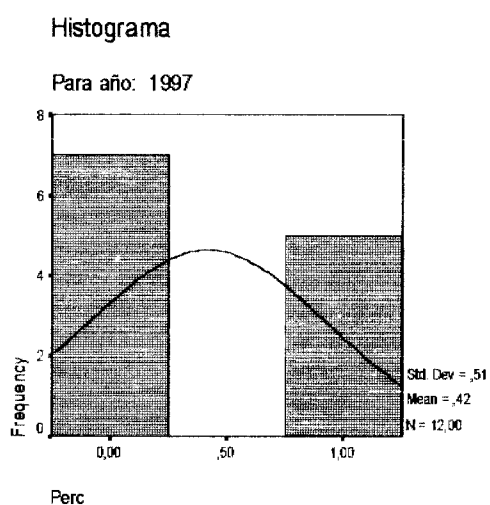 Histograma
Para año: 1997
8
6
4
2
0
Frequency
0,00 ,50 1,00
Std. Dev = ,51
Mean = ,42
N = 12,00
Perc